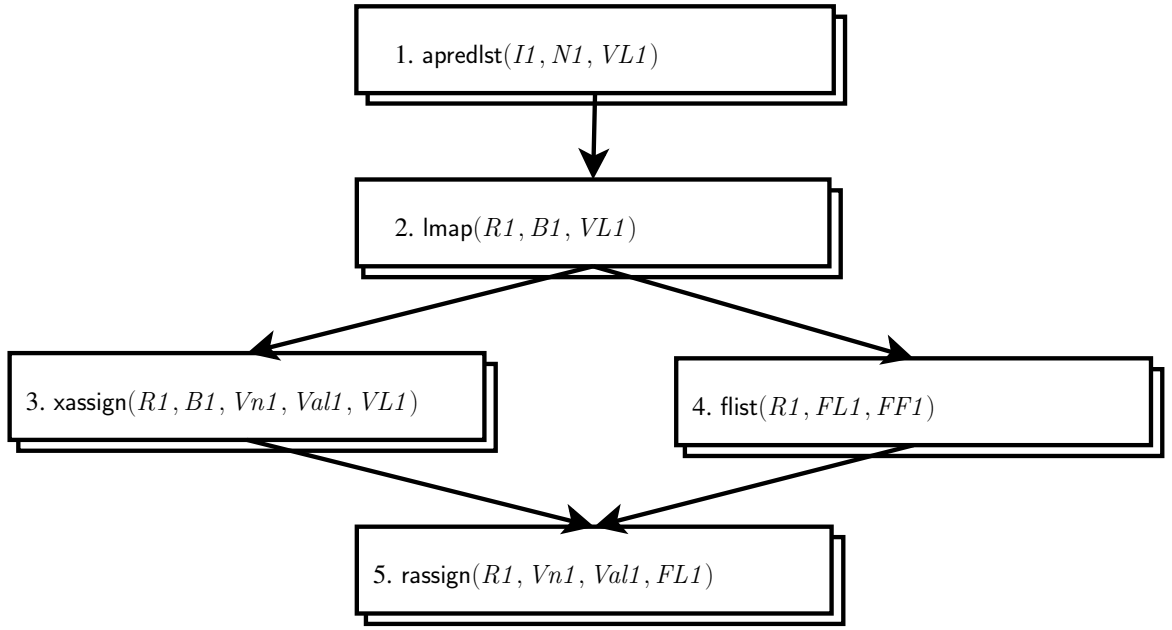 1. apredlst(I1, N1, VL1)
2. lmap(R1, B1, VL1)
3. xassign(R1, B1, Vn1, Val1, VL1)
4. flist(R1, FL1, FF1)
5. rassign(R1, Vn1, Val1, FL1)